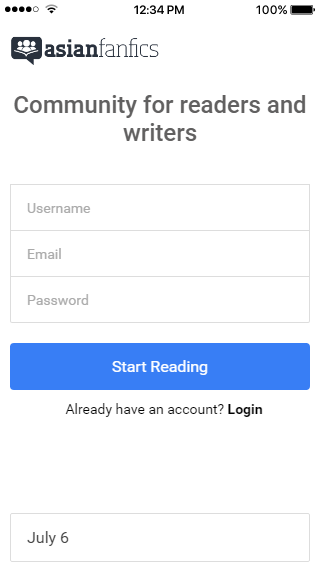 12:34 PM 100%
asianfanfics
Community for readers and
writers
Username
Email
Password
Start Reading
Already have an account? Login
July 6